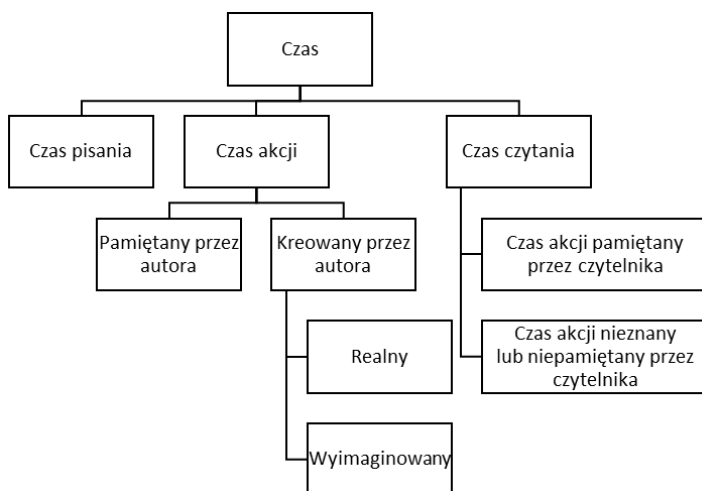 Czas
Czas pisania
Czas akcji
Czas czytania
Pamiętany przez
autora
Kreowany przez
autora
Czas akcji pamiętany
przez czytelnika
Realny
Czas akcji nieznany
lub niepamiętany przez
czytelnika
Wyimaginowany